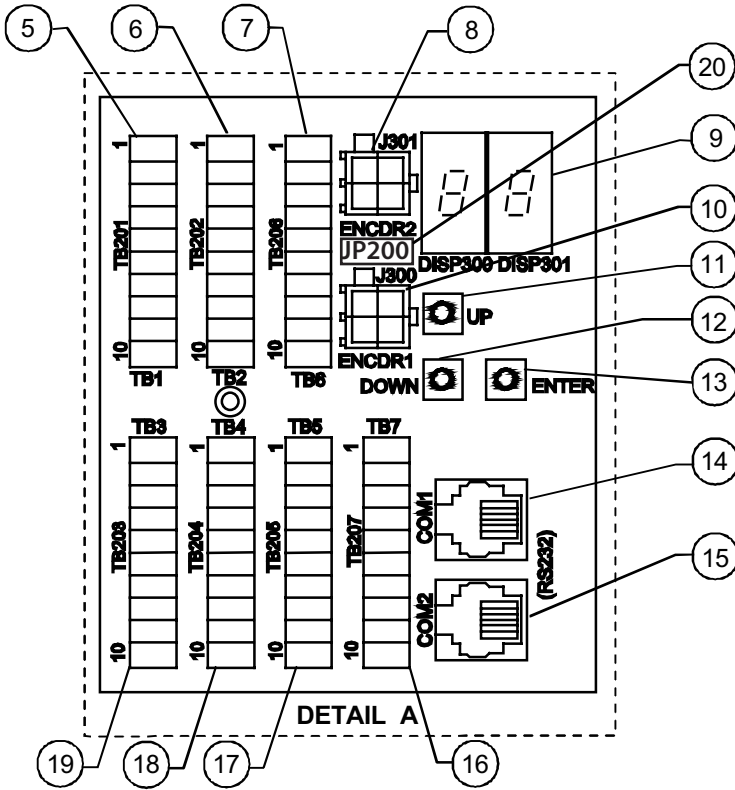 5
6
7
8
20
9
10
11
12
13
14
15
16
17
18
19
1
TB201
10
TB1
1
TB202
10
TB2
1
TB206
10
TB6
J301
ENCDR2
JP200
J300
ENCDR1
DISP300 DISP301
UP
DOWN
ENTER
TB3
1
TB203
10
TB4
1
TB204
10
TB5
1
TB205
10
TB7
1
TB207
10
COM1
COM2
(RS232)
DETAIL A